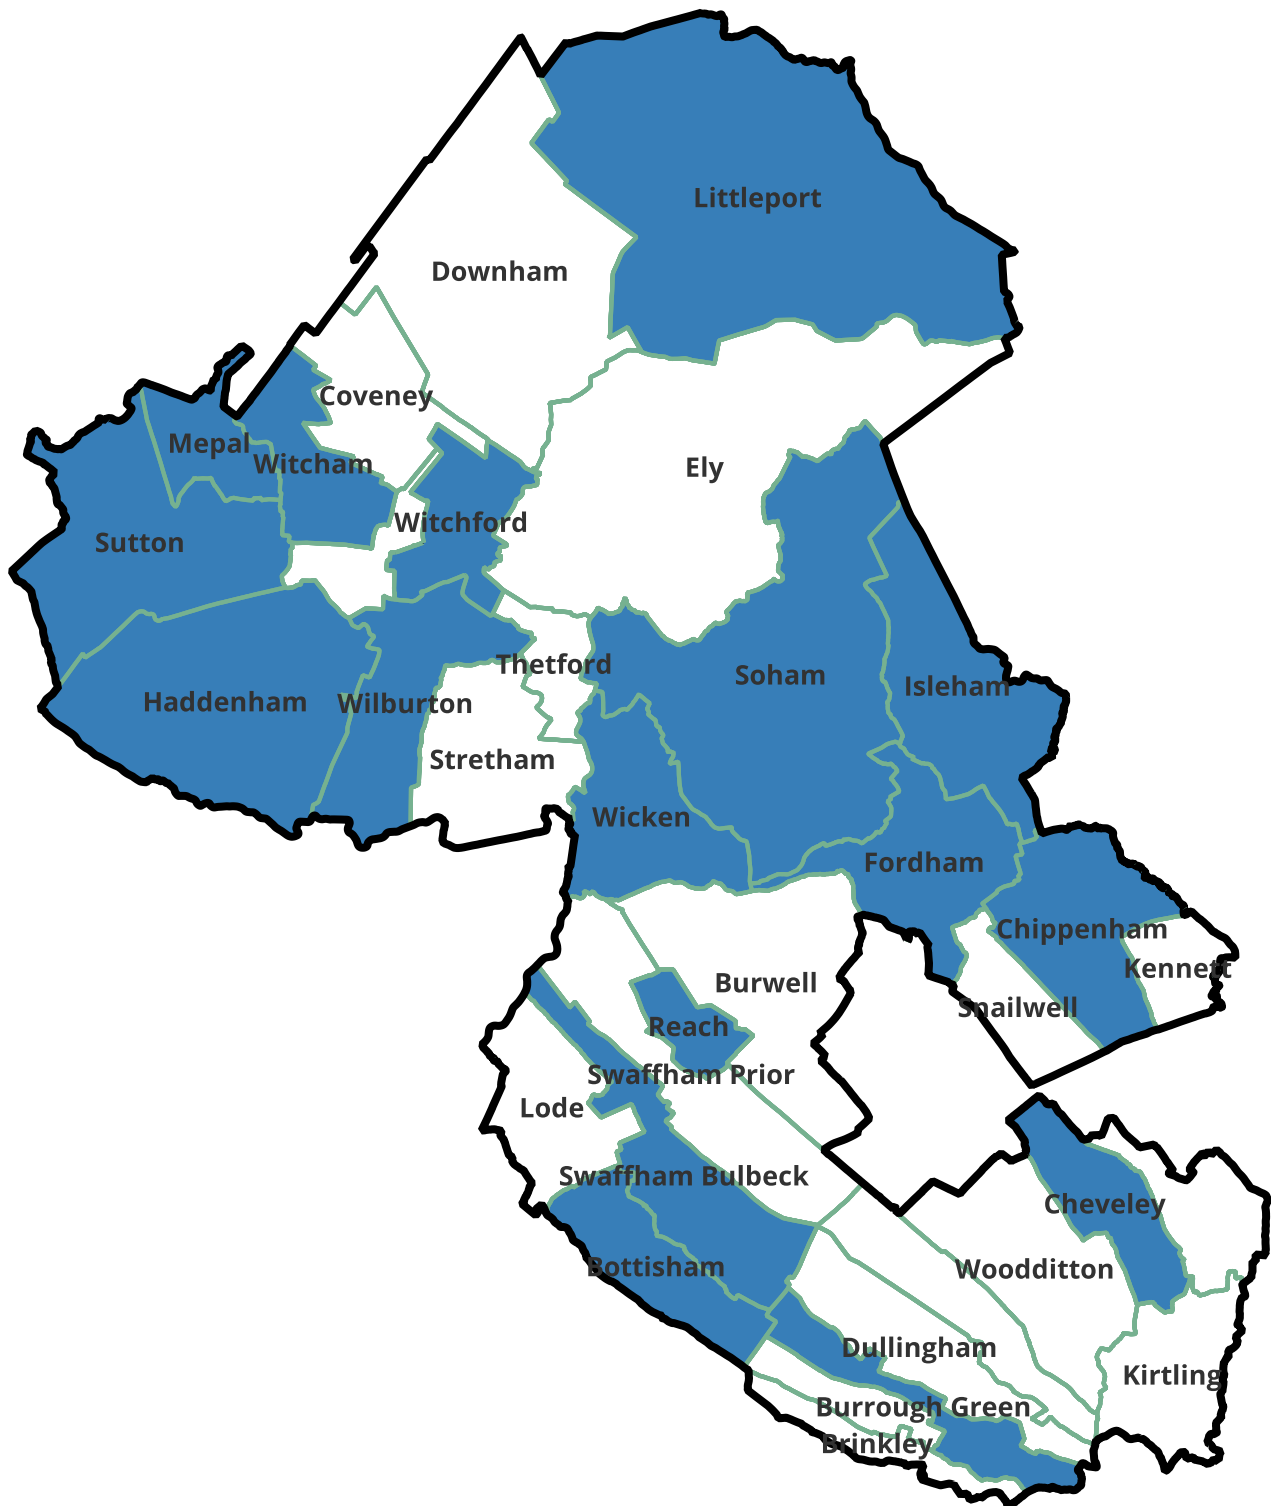 Littleport
Downham
Coveney
Mepal
Witcham
Ely
Witchford
Sutton
Thetford
Soham
Isleham
Haddenham
Wilburton
Stretham
Wicken
Fordham
Chippenham
Kennett
Burwell
Snailwell
Reach
Swaffham Prior
Lode
Swaffham Bulbeck
Cheveley
Bottisham
Woodditton
Dullingham
Kirtling
Burrough Green
Brinkley